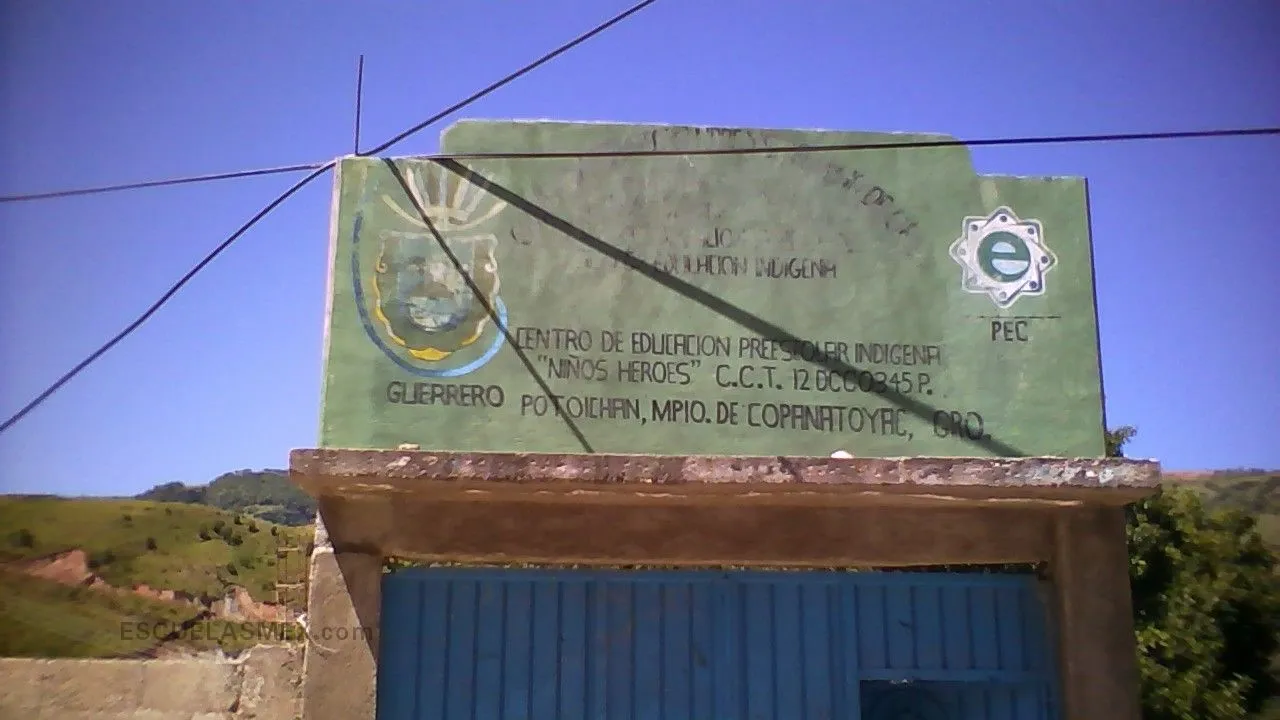 EDUCACION INDIGENA
CENTRO DE EDUCACION PREESCOLAR INDIGENA
"NIÑOS HEROES" C.C.T. 12DCC0345P.
GUERRERO POTOICHAN, MPIO. DE COPANATOYAC, GRO.
e
PEC
ESCUELASMEX.com